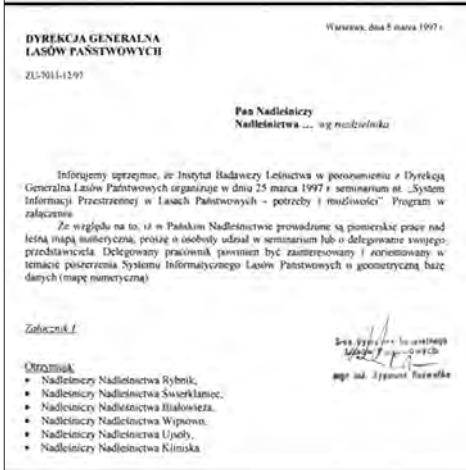 Warszawa, dnia 8 marca 1997 r.
DYREKCJA GENERALNA
LASÓW PAŃSTWOWYCH
ZU-7011-12/97
Pan Nadleśniczy
Nadleśnictwa ... wg rozdzielnika
Informujemy uprzejmie, że Instytut Badawczy Leśnictwa w porozumieniu z Dyrekcją
Generalną Lasów Państwowych organizuje w dniu 25 marca 1997 r. seminarium nt. „System
Informacji Przestrzennej w Lasach Państwowych - potrzeby i możliwości". Program w
załączeniu.
Ze względu na to, iż w Pańskim Nadleśnictwie prowadzone są pionierskie prace nad
leśną mapą numeryczną, proszę o osobisty udział w seminarium lub o delegowanie swojego
przedstawiciela. Delegowany pracownik powinien być zainteresowany i zorientowany w
temacie poszerzenia Systemu Informatycznego Lasów Państwowych o geometryczną bazę
danych (mapę numeryczną).
Załącznik 1
mgr inż. Zygmunt
Otrzymują:
• Nadleśniczy Nadleśnictwa Rybnik,
• Nadleśniczy Nadleśnictwa Świerklaniec,
• Nadleśniczy Nadleśnictwa Białowieża,
• Nadleśniczy Nadleśnictwa Wipsowo,
• Nadleśniczy Nadleśnictwa Ujsoły,
• Nadleśniczy Nadleśnictwa Kliniska.